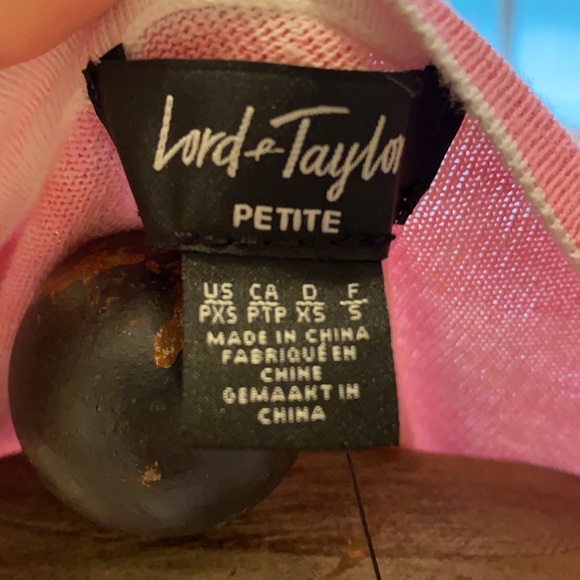 Lord & Taylor
PETITE
US CA D F
PXS PTP XS S
MADE IN CHINA
FABRIQUÉ EN
CHINE
GEMAAKT IN
CHINA